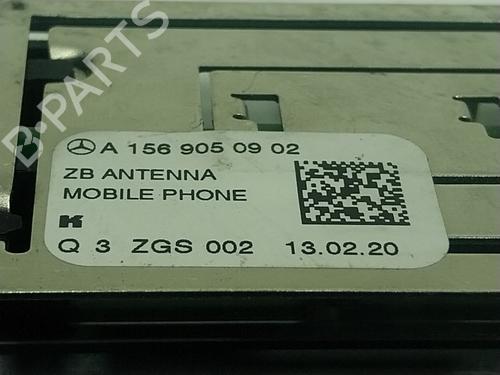 B-PARTS
A 156 905 09 02
ZB ANTENNA
MOBILE PHONE
K
Q 3 ZGS 002 13.02.20